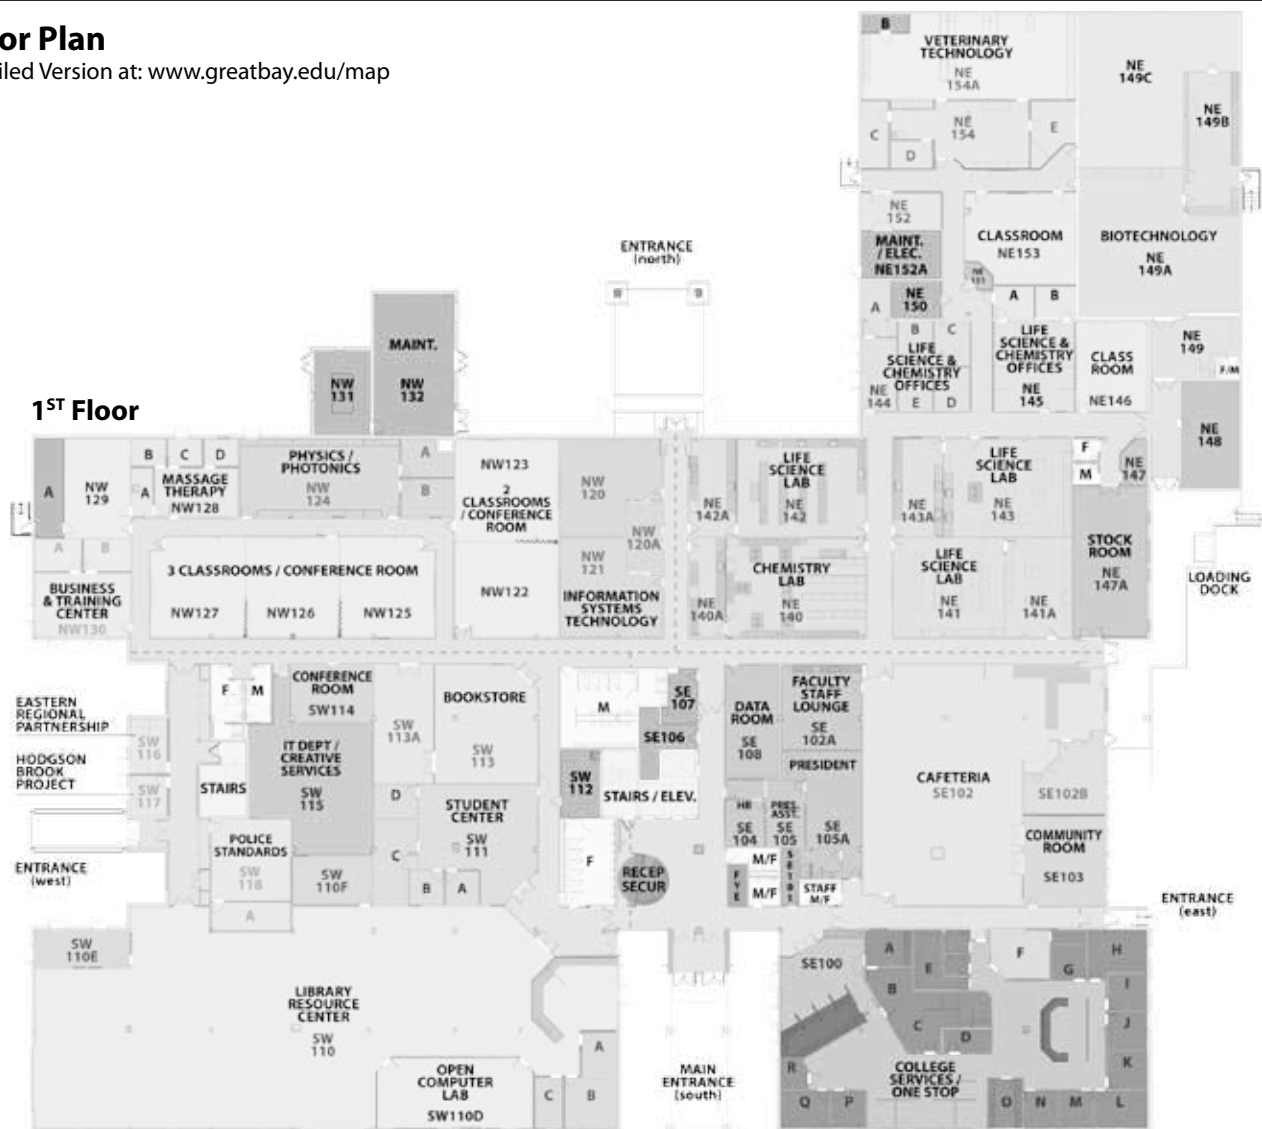 or Plan
iled Version at: www.greatbay.edu/map
B
VETERINARY
TECHNOLOGY
NE
154A
NE
149C
NE
149B
C
NE
154
E
D
NE
152
MAINT.
/ ELEC.
NE152A
CLASSROOM
NE153
BIOTECHNOLOGY
NE
149A
ENTRANCE
(north)
A
NE
150
A
B
B
C
LIFE
SCIENCE &
CHEMISTRY
OFFICES
NE
144
E
D
LIFE
SCIENCE &
CHEMISTRY
OFFICES
NE
145
CLASS
ROOM
NE146
NE
149
F/M
NE
148
MAINT.
NW
131
NW
132
1ST Floor
A
NW
129
B
C
D
A
MASSAGE
THERAPY
NW128
PHYSICS /
PHOTONICS
NW
124
A
B
NW123
2
CLASSROOMS
/ CONFERENCE
ROOM
NW122
NW
120
NW
120A
NW
121
INFORMATION
SYSTEMS
TECHNOLOGY
NE
142A
LIFE
SCIENCE
LAB
NE
142
NE
143A
LIFE
SCIENCE
LAB
NE
143
F
M
NE
147
STOCK
ROOM
NE
147A
LOADING
DOCK
A
B
BUSINESS
& TRAINING
CENTER
NW130
3 CLASSROOMS / CONFERENCE ROOM
NW127
NW126
NW125
NE
140A
CHEMISTRY
LAB
NE
140
LIFE
SCIENCE
LAB
NE
141
NE
141A
EASTERN
REGIONAL
PARTNERSHIP
HODGSON
BROOK
PROJECT
SW
116
SW
117
F
M
STAIRS
CONFERENCE
ROOM
SW114
IT DEPT /
CREATIVE
SERVICES
SW
115
SW
113A
BOOKSTORE
SW
113
M
SE
107
SE106
SW
112
STAIRS / ELEV.
DATA
ROOM
SE
108
FACULTY
STAFF
LOUNGE
SE
102A
PRESIDENT
SE
105A
CAFETERIA
SE102
SE102B
COMMUNITY
ROOM
SE103
ENTRANCE
(west)
POLICE
STANDARDS
SW
118
A
SW
110F
D
C
STUDENT
CENTER
SW
111
B
A
F
RECEP
SECUR
HR
SE
104
PRES.
ASST.
SE
105
M/F
FYE
M/F
SE101
STAFF
M/F
ENTRANCE
(east)
SW
110E
LIBRARY
RESOURCE
CENTER
SW
110
OPEN
COMPUTER
LAB
SW110D
A
C
B
MAIN
ENTRANCE
(south)
SE100
A
E
B
C
D
F
G
H
I
J
K
COLLEGE
SERVICES /
ONE STOP
R
Q
P
O
N
M
L